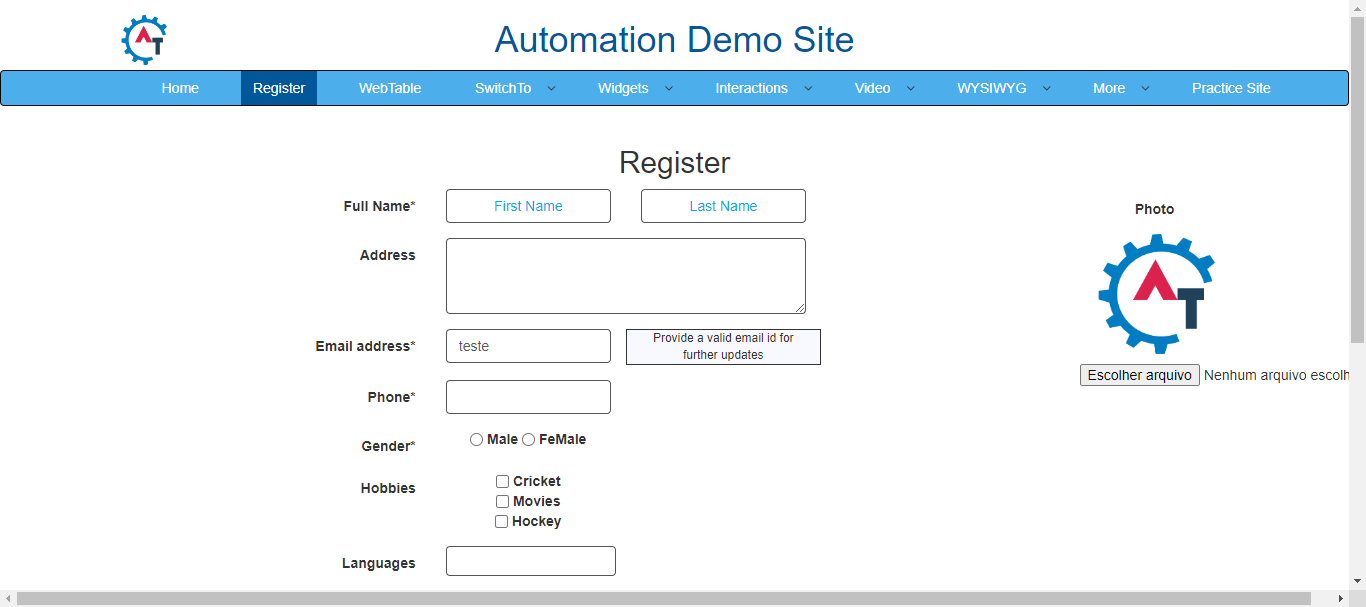 Automation Demo Site
Home Register WebTable SwitchTo Widgets Interactions Video WYSIWYG More Practice Site
Register
Full Name* First Name Last Name
Photo
Address
Email address* teste Provide a valid email id for
further updates
Escolher arquivo Nenhum arquivo escolh
Phone*
Gender* Male FeMale
Hobbies Cricket
Movies
Hockey
Languages